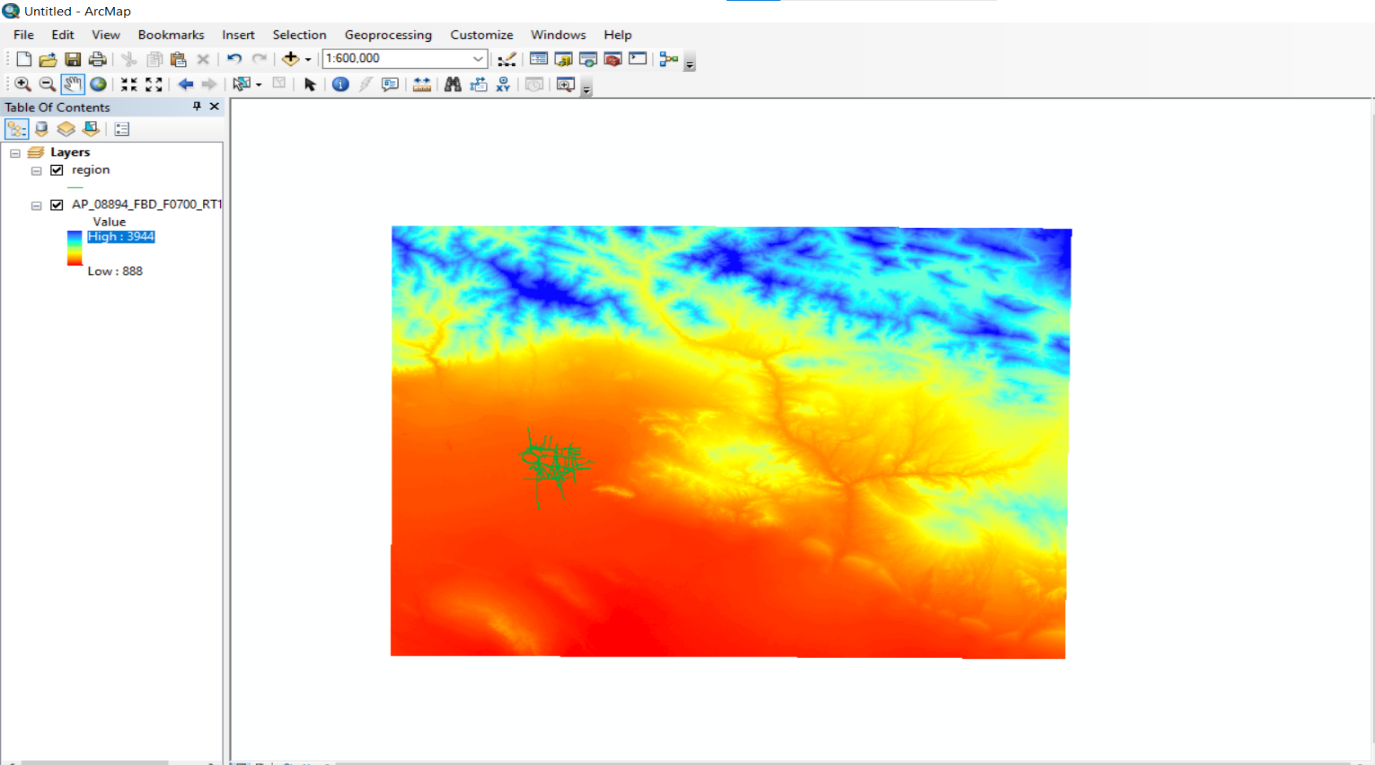 Untitled - ArcMap
File Edit View Bookmarks Insert Selection Geoprocessing Customize Windows Help
1:600,000
XY
Table Of Contents
Layers
region
AP_08894_FBD_F0700_RT1
Value
High : 3944
Low : 888